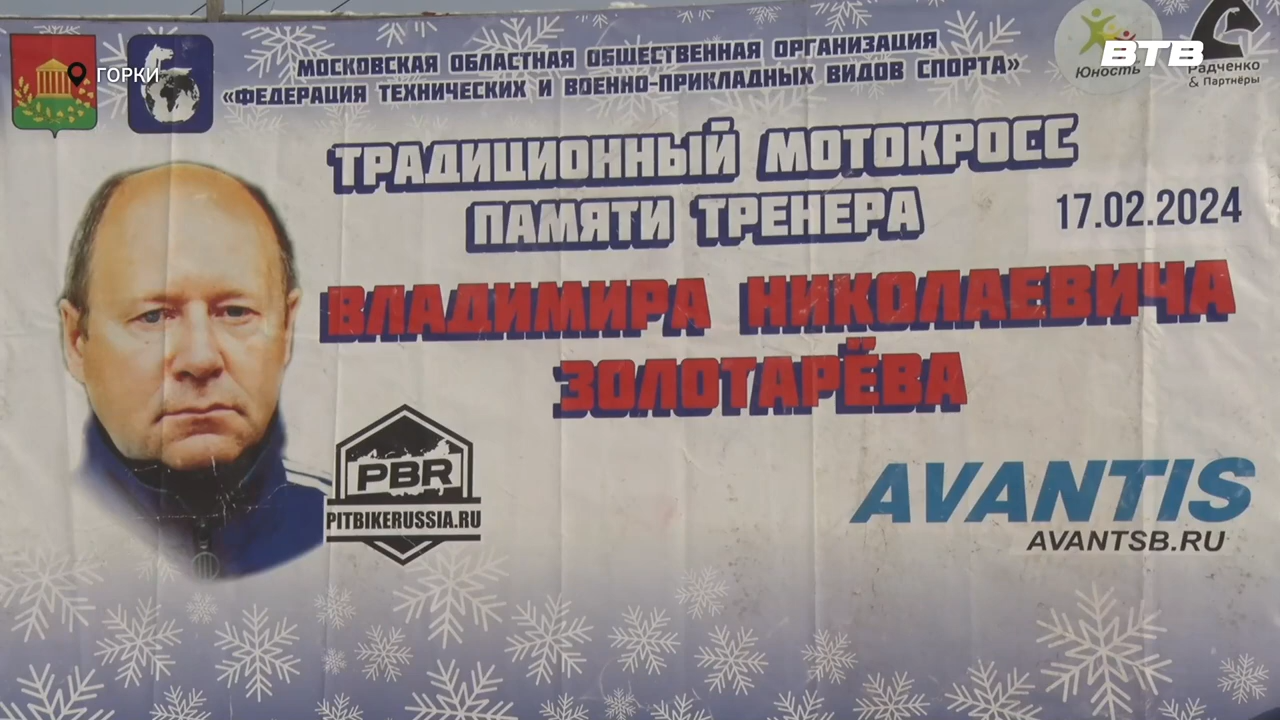 ГОРКИ
МОСКОВСКАЯ ОБЛАСТНАЯ ОБЩЕСТВЕННАЯ ОРГАНИЗАЦИЯ
«ФЕДЕРАЦИЯ ТЕХНИЧЕСКИХ И ВОЕННО-ПРИКЛАДНЫХ ВИДОВ СПОРТА»
Юность
ВТВ
Радченко
& Партнёры
ТРАДИЦИОННЫЙ МОТОКРОСС
ПАМЯТИ ТРЕНЕРА
17.02.2024
ВЛАДИМИРА НИКОЛАЕВИЧА
ЗОЛОТАРЁВА
PBR
PITBIKERUSSIA.RU
AVANTIS
AVANTSB.RU